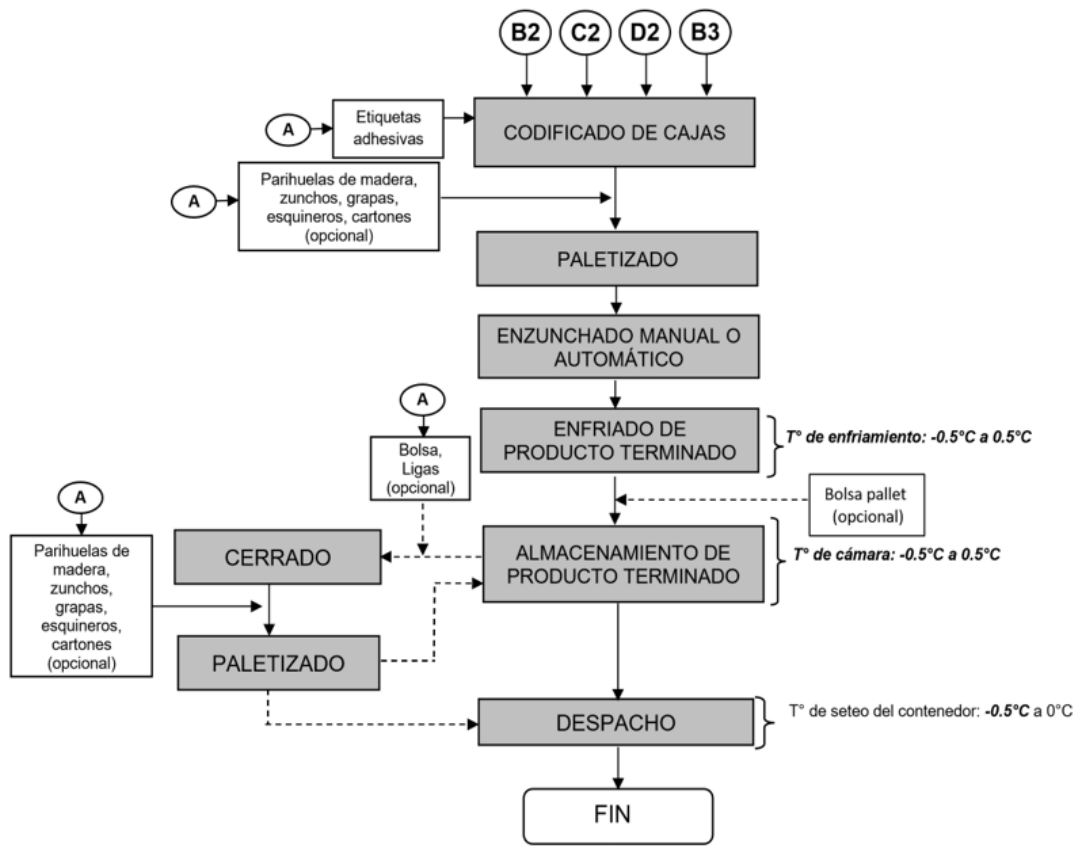 B2
C2
D2
B3
A
Etiquetas
adhesivas
CODIFICADO DE CAJAS
A
Parihuelas de madera,
zunchos, grapas,
esquineros, cartones
(opcional)
PALETIZADO
ENZUNCHADO MANUAL O
AUTOMÁTICO
A
Bolsa,
Ligas
(opcional)
ENFRIADO DE
PRODUCTO TERMINADO
T° de enfriamiento: -0.5°C a 0.5°C
Bolsa pallet
(opcional)
A
Parihuelas de
madera,
zunchos,
grapas,
esquineros,
cartones
(opcional)
CERRADO
ALMACENAMIENTO DE
PRODUCTO TERMINADO
T° de cámara: -0.5°C a 0.5°C
PALETIZADO
DESPACHO
T° de seteo del contenedor: -0.5°C a 0°C
FIN